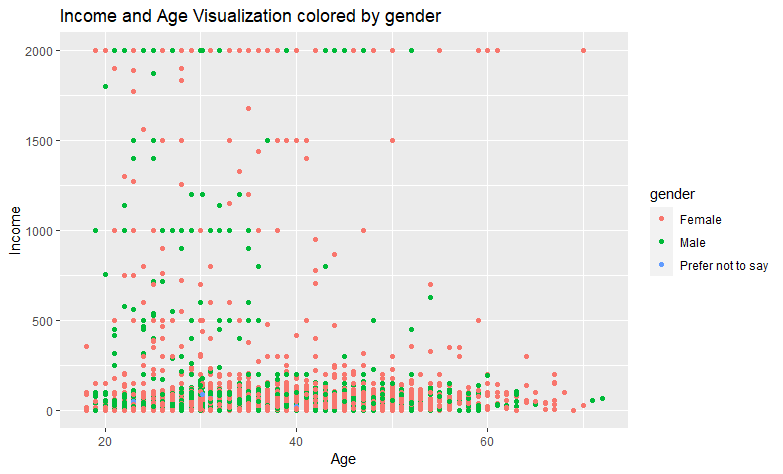 Income and Age Visualization colored by gender
2000
1500
1000
500
0
Income
20 40 60
Age
gender
Female
Male
Prefer not to say